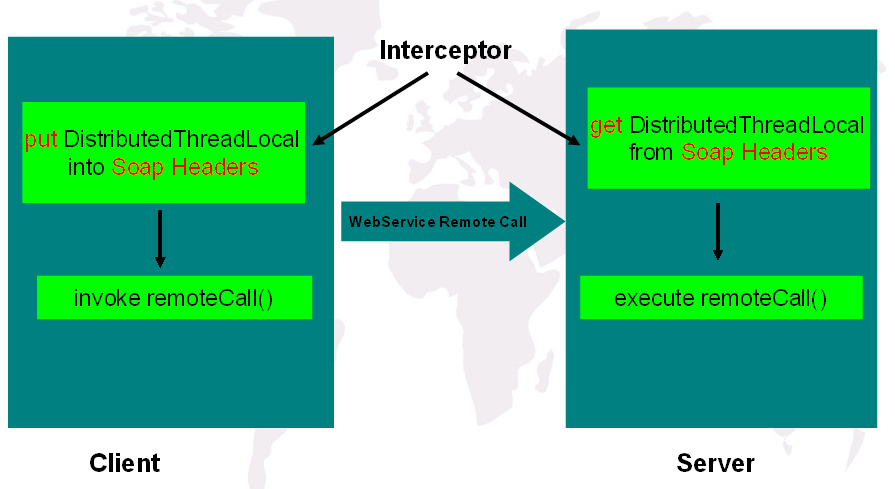 Interceptor
put DistributedThreadLocal
into Soap Headers
invoke remoteCall()
WebService Remote Call
get DistributedThreadLocal
from Soap Headers
execute remoteCall()
Client
Server